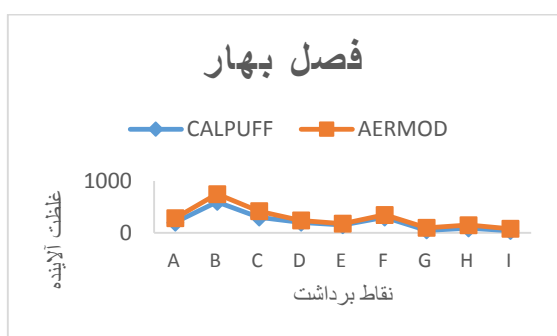 فصل بهار
CALPUFF AERMOD
غلظت آلاینده
1000
0
A B C D E F G H I
نقاط برداشت